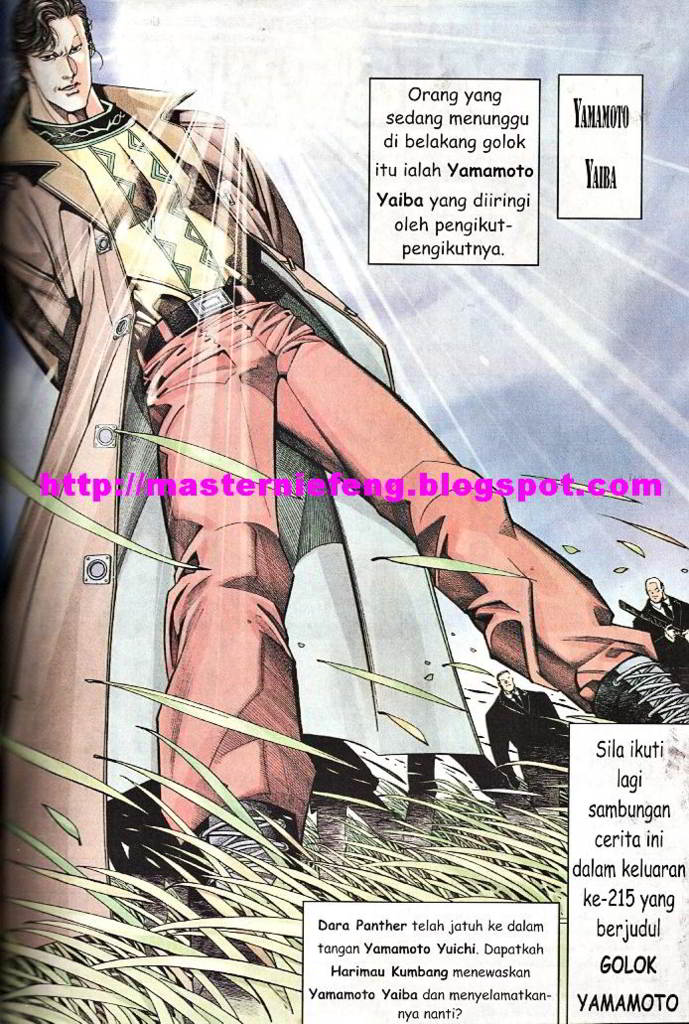 Orang yang
sedang menunggu
di belakang golok
itu ialah Yamamoto
Yaiba yang diiringi
oleh pengikut-
pengikutnya.
YAMAMOTO
YAIBA
http://masterniefeng.blogspot.com
Dara Panther telah jatuh ke dalam
tangan Yamamoto Yuichi. Dapatkah
Harimau Kumbang menewaskan
Yamamoto Yaiba dan menyelamatkan-
nya nanti?
Sila ikuti
lagi
sambungan
cerita ini
dalam keluaran
ke-215 yang
berjudul
GOLOK
YAMAMOTO